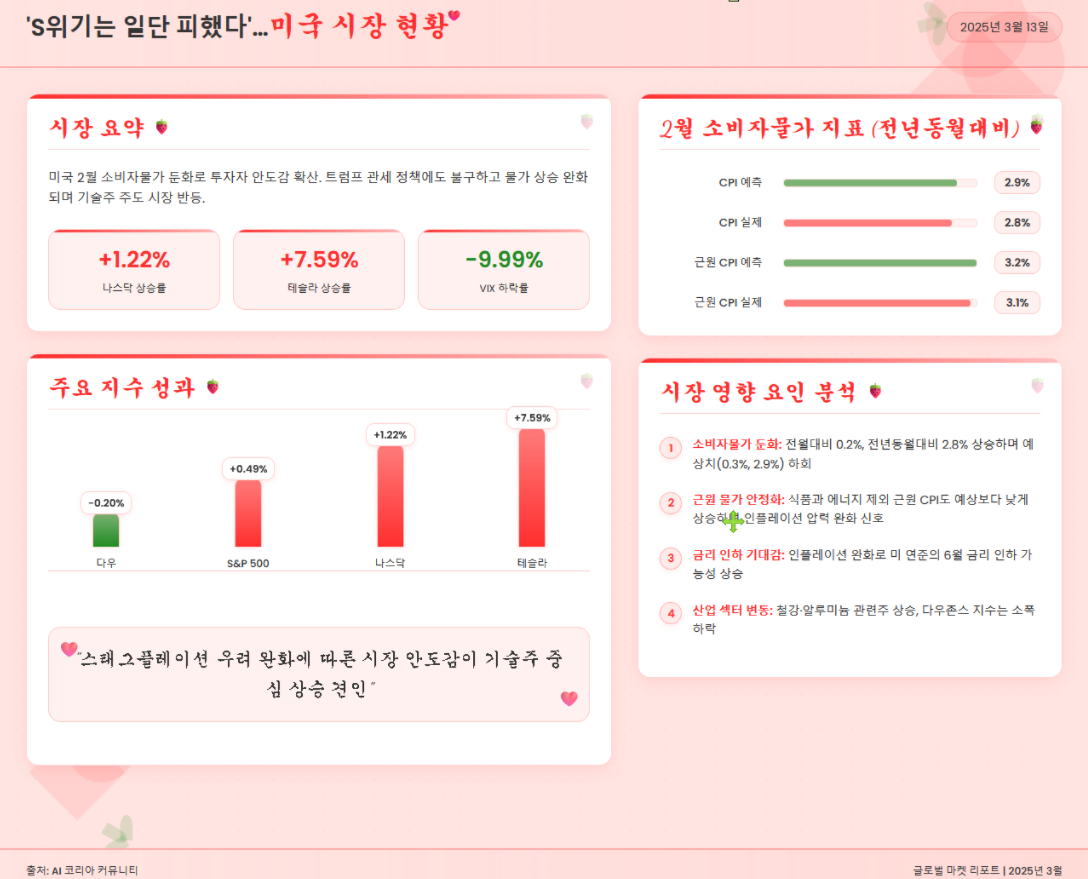 'S위기는 일단 피했다'...미국 시장 현황
2025년 3월 13일
시장 요약
미국 2월 소비자물가 둔화로 투자자 안도감 확산. 트럼프 관세 정책에도 불구하고 물가 상승 완화
되며 기술주 주도 시장 반등.
+1.22%
나스닥 상승률
+7.59%
테슬라 상승률
-9.99%
VIX 하락률
주요 지수 성과
-0.20%
다우
+0.49%
S&P 500
+1.22%
나스닥
+7.59%
테슬라
"스태그플레이션 우려 완화에 따른 시장 안도감이 기술주 중
심 상승 견인"
2월 소비자물가 지표 (전년동월대비)
CPI 예측
2.9%
CPI 실제
2.8%
근원 CPI 예측
3.2%
근원 CPI 실제
3.1%
시장 영향 요인 분석
1 소비자물가 둔화: 전월대비 0.2%, 전년동월대비 2.8% 상승하며 예
상치(0.3%, 2.9%) 하회
2 근원 물가 안정화: 식품과 에너지 제외 근원 CPI도 예상보다 낮게
상승하며 인플레이션 압력 완화 신호
3 금리 인하 기대감: 인플레이션 완화로 미 연준의 6월 금리 인하 가
능성 상승
4 산업 섹터 변동: 철강·알루미늄 관련주 상승, 다우존스 지수는 소폭
하락
출처: AI 코리아 커뮤니티
글로벌 마켓 리포트 | 2025년 3월